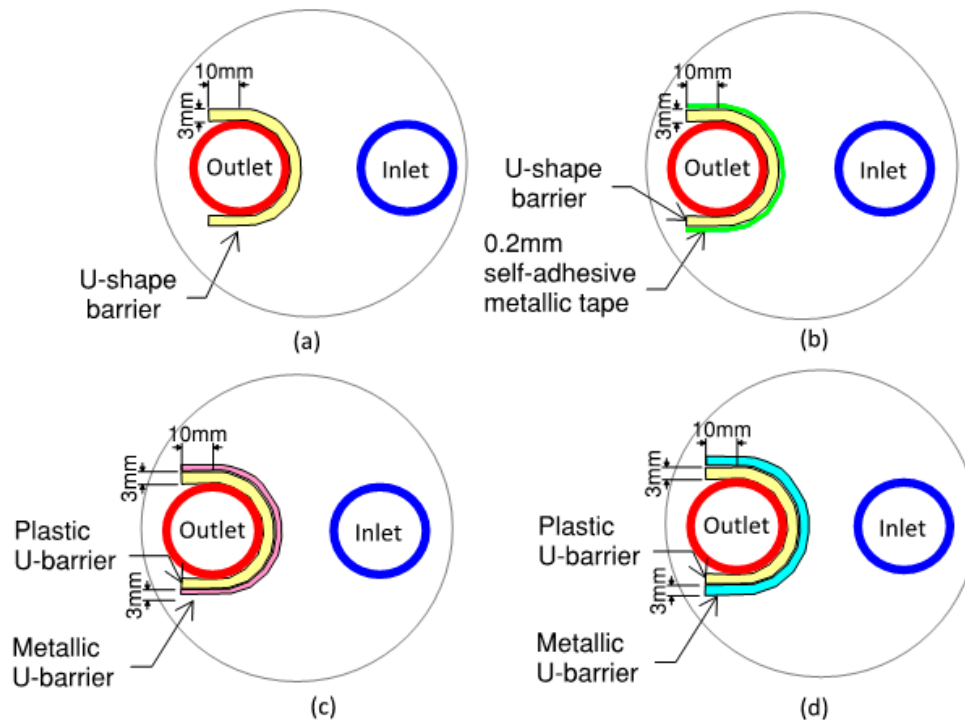 10mm
3mm
Outlet
Inlet
U-shape
barrier
(a)
10mm
3mm
Outlet
Inlet
U-shape
barrier
0.2mm
self-adhesive
metallic tape
(b)
10mm
3mm
Outlet
Inlet
Plastic
U-barrier
3mm
Metallic
U-barrier
(c)
10mm
3mm
Outlet
Inlet
Plastic
U-barrier
3mm
Metallic
U-barrier
(d)